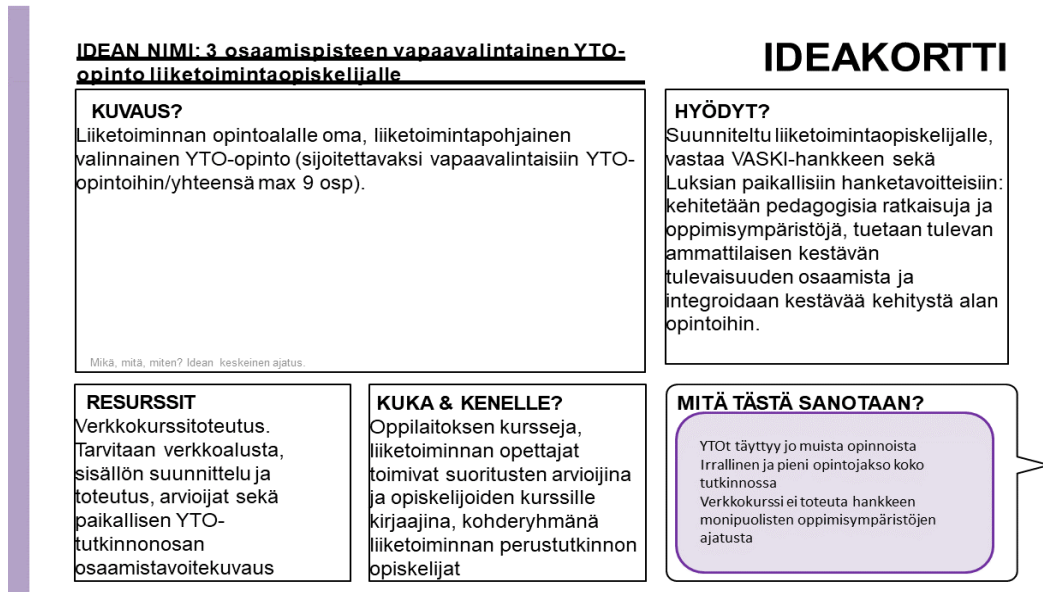 IDEAN NIMI: 3 osaamispisteen vapaavalintainen YTO-
opinto liiketoimintaopiskelijalle
IDEAKORTTI
KUVAUS?
Liiketoiminnan opintoalalle oma, liiketoimintapohjainen
valinnainen YTO-opinto (sijoitettavaksi vapaavalintaisiin YTO-
opintoihin/yhteensä max 9 osp).
Mikä, mitä, miten? Idean keskeinen ajatus.
HYÖDYT?
Suunniteltu liiketoimintaopiskelijalle,
vastaa VASKI-hankkeen sekä
Luksian paikallisiin hanketavoitteisiin:
kehitetään pedagogisia ratkaisuja ja
oppimisympäristöjä, tuetaan tulevan
ammattilaisen kestävän
tulevaisuuden osaamista ja
integroidaan kestävää kehitystä alan
opintoihin.
RESURSSIT
Verkkokurssitoteutus.
Tarvitaan verkkoalusta,
sisällön suunnittelu ja
toteutus, arvioijat sekä
paikallisen YTO-
tutkinnonosan
osaamistavoitekuvaus
KUKA & KENELLE?
Oppilaitoksen kursseja,
liiketoiminnan opettajat
toimivat suoritusten arvioijina
ja opiskelijoiden kurssille
kirjaajina, kohderyhmänä
liiketoiminnan perustutkinnon
opiskelijat
MITÄ TÄSTÄ SANOTAAN?
YTOt täyttyy jo muista opinnoista
Irrallinen ja pieni opintojakso koko
tutkinnossa
Verkkokurssi ei toteuta hankkeen
monipuolisten oppimisympäristöjen
ajatusta